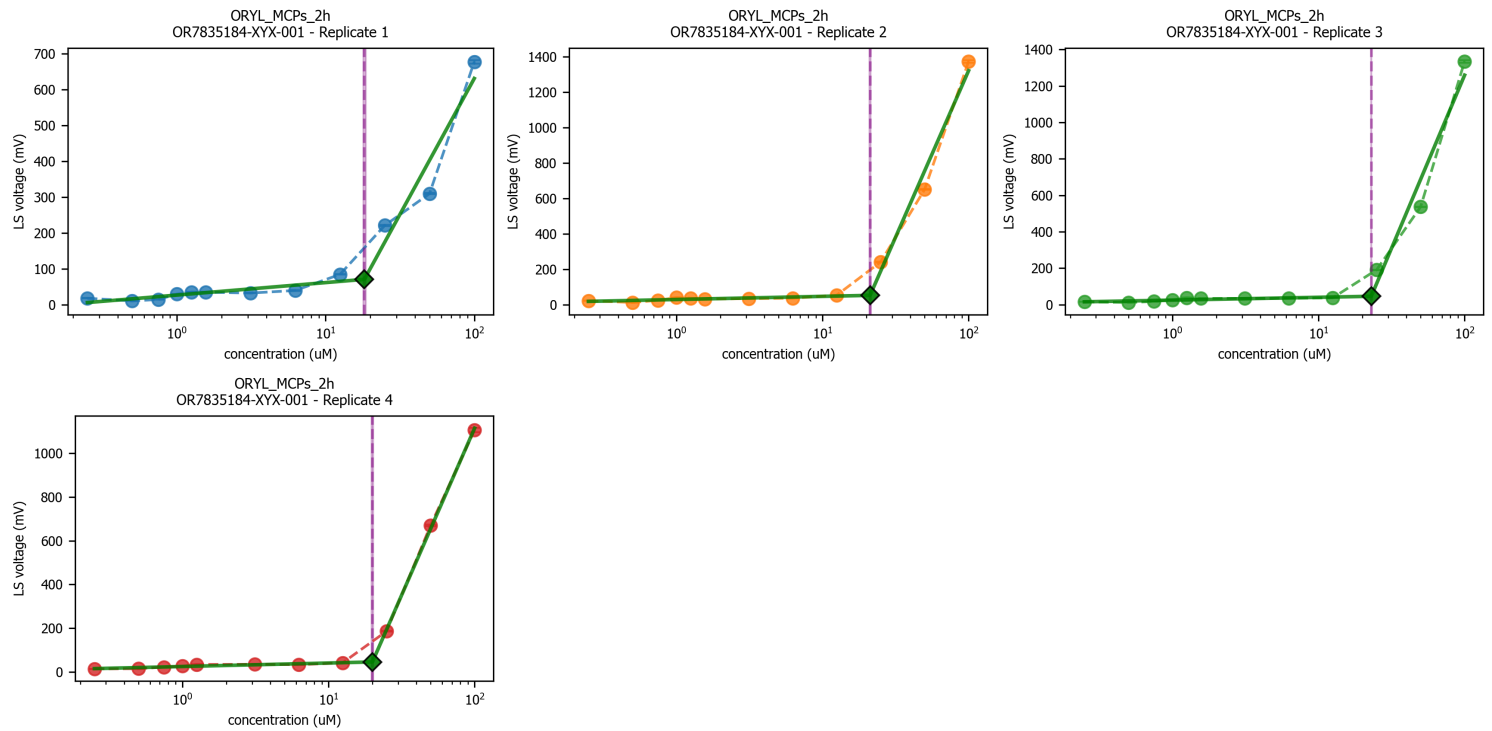 ORYL_MCPs_2h
OR7835184-XYX-001 - Replicate 1
700
600
500
400
300
200
100
0
LS voltage (mV)
10⁰
10¹
10²
concentration (uM)
ORYL_MCPs_2h
OR7835184-XYX-001 - Replicate 2
1400
1200
1000
800
600
400
200
0
LS voltage (mV)
10⁰
10¹
10²
concentration (uM)
ORYL_MCPs_2h
OR7835184-XYX-001 - Replicate 3
1400
1200
1000
800
600
400
200
0
LS voltage (mV)
10⁰
10¹
10²
concentration (uM)
ORYL_MCPs_2h
OR7835184-XYX-001 - Replicate 4
1000
800
600
400
200
0
LS voltage (mV)
10⁰
10¹
10²
concentration (uM)